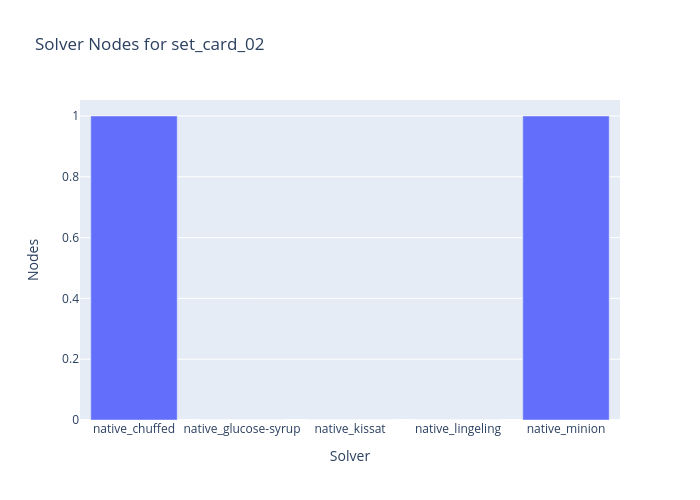 Solver Nodes for set_card_02
Nodes
1
0.8
0.6
0.4
0.2
0
native_chuffed native_glucose-syrup native_kissat native_lingeling native_minion
Solver